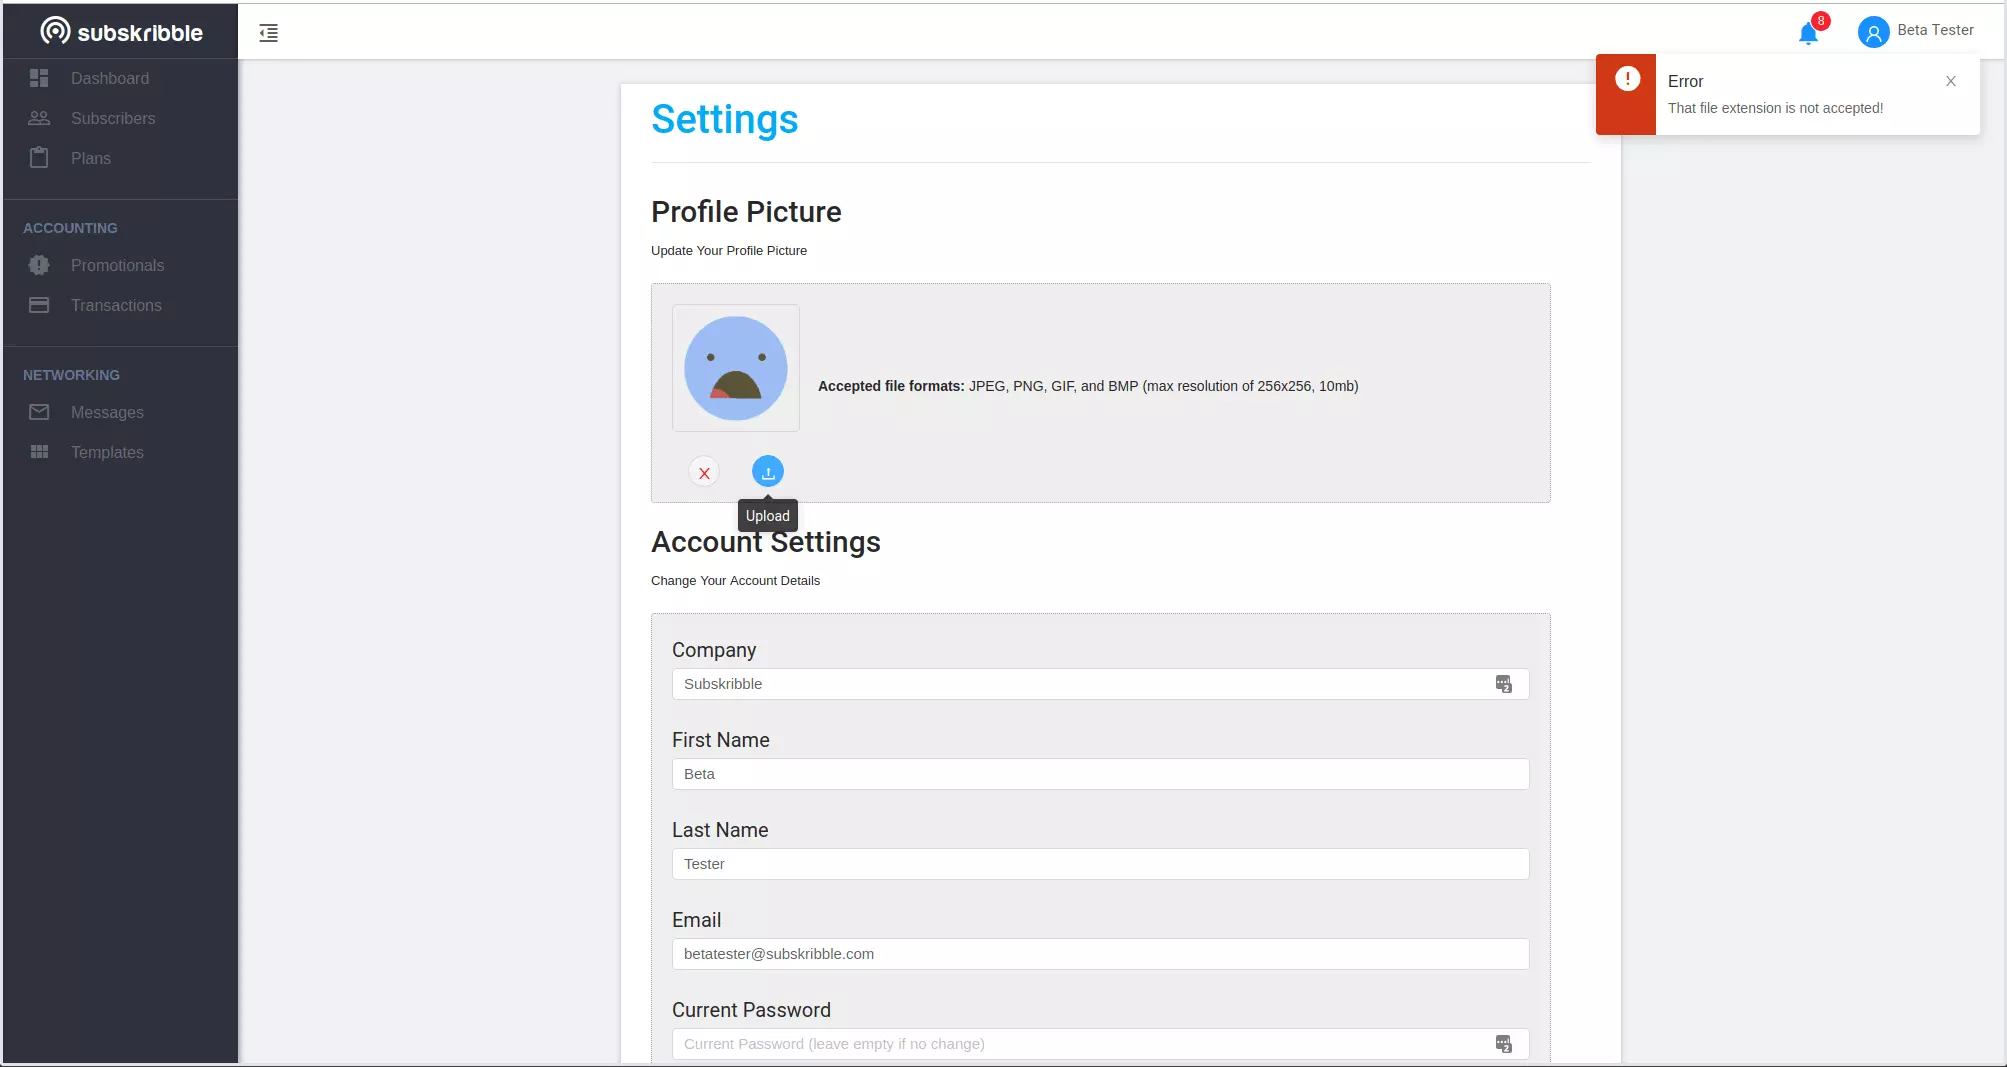 subskribble
8
Beta Tester
Error
That file extension is not accepted!
Dashboard
Subscribers
Plans
ACCOUNTING
Promotionals
Transactions
NETWORKING
Messages
Templates
Settings
Profile Picture
Update Your Profile Picture
Accepted file formats: JPEG, PNG, GIF, and BMP (max resolution of 256x256, 10mb)
Upload
Account Settings
Change Your Account Details
Company
Subskribble
2
First Name
Beta
Last Name
Tester
Email
betatester@subskribble.com
Current Password
Current Password (leave empty if no change)
2